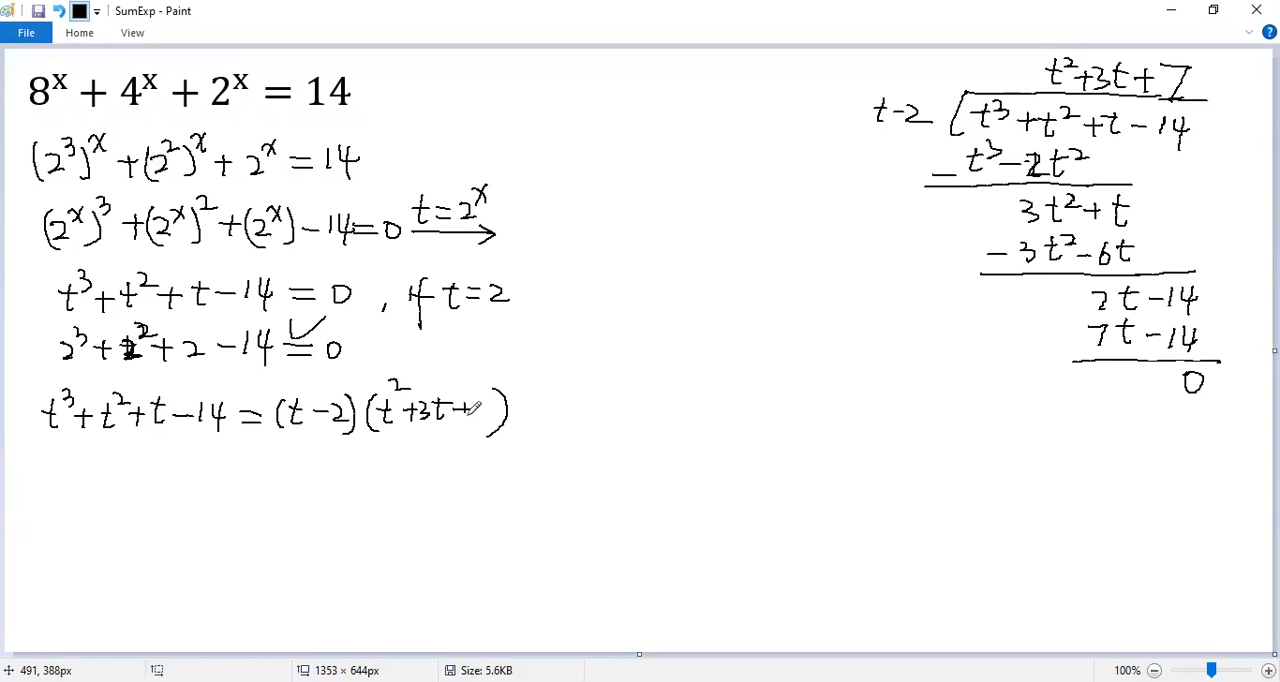 SumExp - Paint
File Home View
8^x + 4^x + 2^x = 14
(2^3)^x + (2^2)^x + 2^x = 14
(2^x)^3 + (2^x)^2 + (2^x) - 14 = 0 t = 2^x →
t^3 + t^2 + t - 14 = 0 , if t = 2
2^3 + 2^2 + 2 - 14 = 0 ✓
t^3 + t^2 + t - 14 = (t - 2)(t^2 + 3t + )
t^2 + 3t + 7
t - 2 t^3 + t^2 + t - 14
- t^3 - 2t^2
3t^2 + t
- 3t^2 - 6t
7t - 14
7t - 14
0
491, 388px 1353 × 644px Size: 5.6KB 100%